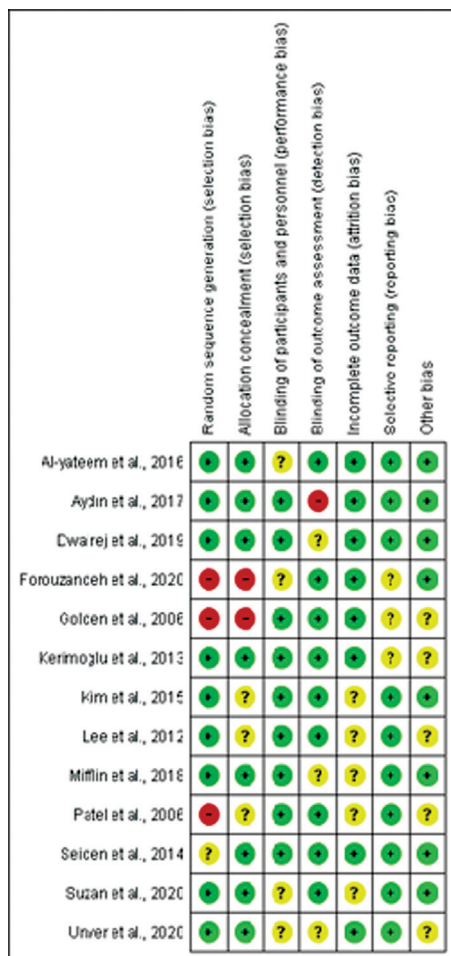 Random sequence generation (selection bias)
Allocation concealment (selection bias)
Blinding of participants and personnel (performance bias)
Blinding of outcome assessment (detection bias)
Incomplete outcome data (attrition bias)
Selective reporting (reporting bias)
Other bias
Al-yateem et al., 2016 + + ? + + + +
Aydin et al., 2017 + + + - + + +
Dwairej et al., 2019 + + + ? + + +
Forouzanceh et al., 2020 - - ? + + ? +
Golcen et al., 2006 - - + + + ? ?
Kerimoglu et al., 2013 + + + + + ? ?
Kim et al., 2015 + ? + + ? + +
Lee et al., 2012 + ? + + ? + ?
Mifflin et al., 2018 + + + ? ? + +
Patel et al., 2006 - ? + + ? + ?
Seicen et al., 2014 ? + + + + + +
Suzan et al., 2020 + + ? + ? + +
Unver et al., 2020 + + ? ? + + ?